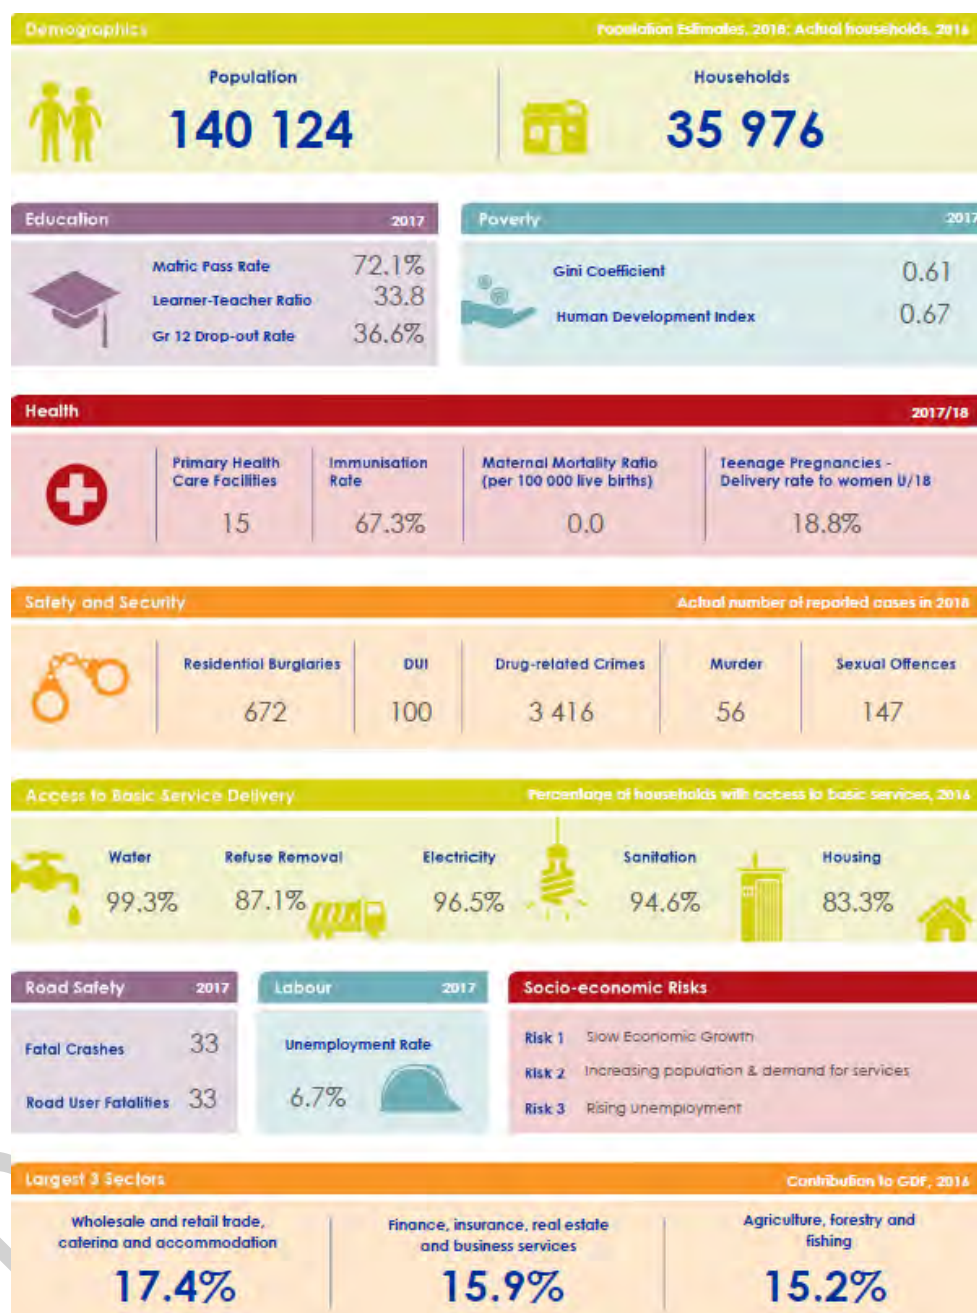 Demographics Population Estimates, 2018; Actual households, 2016
Population Households
140 124 35 976
Education 2017
Matric Pass Rate 72.1%
Learner-Teacher Ratio 33.8
Gr 12 Drop-out Rate 36.6%
Poverty 2017
Gini Coefficient 0.61
Human Development Index 0.67
Health 2017/18
Primary Health Care Facilities
15
Immunisation Rate
67.3%
Maternal Mortality Ratio
(per 100 000 live births)
0.0
Teenage Pregnancies -
Delivery rate to women U/18
18.8%
Safety and Security Actual number of reported cases in 2018
Residential Burglaries DUI Drug-related Crimes Murder Sexual Offences
672 100 3 416 56 147
Access to Basic Service Delivery Percentage of households with access to basic services, 2016
Water Refuse Removal Electricity Sanitation Housing
99.3% 87.1% 96.5% 94.6% 83.3%
Road Safety 2017
Fatal Crashes 33
Road User Fatalities 33
Labour 2017
Unemployment Rate
6.7%
Socio-economic Risks
Risk 1 Slow Economic Growth
Risk 2 Increasing population & demand for services
Risk 3 Rising unemployment
Largest 3 Sectors Contribution to GDP, 2016
Wholesale and retail trade,
catering and accommodation
17.4%
Finance, insurance, real estate
and business services
15.9%
Agriculture, forestry and
fishing
15.2%